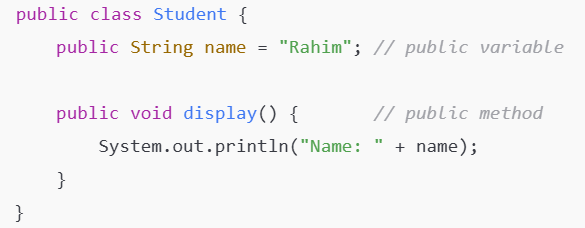 public class Student {
    public String name = "Rahim"; // public variable

    public void display() {       // public method
        System.out.println("Name: " + name);
    }
}